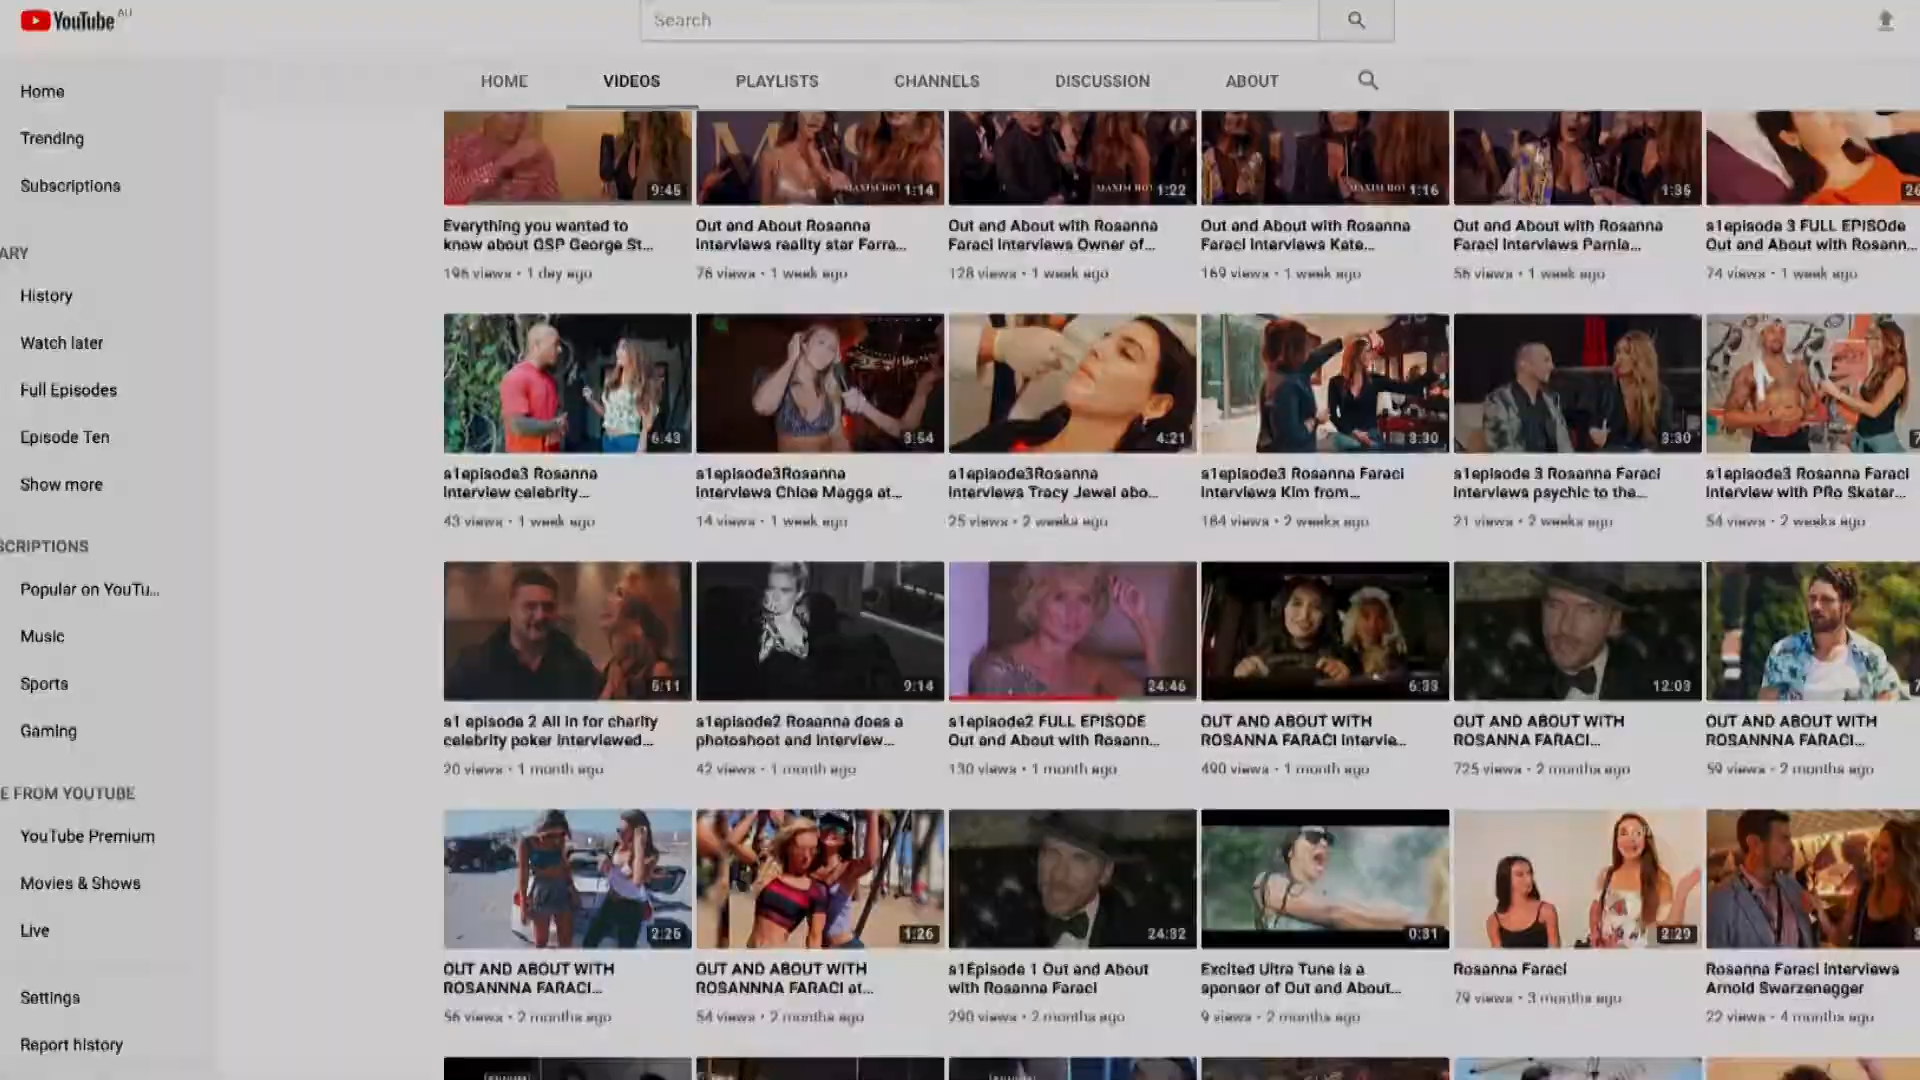 YouTube AU
Search
HOME VIDEOS PLAYLISTS CHANNELS DISCUSSION ABOUT
Home
Trending
Subscriptions
ARY
History
Watch later
Full Episodes
Episode Ten
Show more
SCRIPTIONS
Popular on YouTu...
Music
Sports
Gaming
E FROM YOUTUBE
YouTube Premium
Movies & Shows
Live
Settings
Report history
9:45
MAXIM HOT 1:14
MAXIM HOT 1:22
MAXIM HOT 1:16
1:35
26
Everything you wanted to
know about GSP George St...
196 views • 1 day ago
Out and About Rosanna
Interviews reality star Farra...
76 views • 1 week ago
Out and About with Rosanna
Faraci Interviews Owner of...
128 views • 1 week ago
Out and About with Rosanna
Faraci Interviews Kate...
169 views • 1 week ago
Out and About with Rosanna
Faraci Interviews Parnia...
56 views • 1 week ago
s1episode 3 FULL EPISOde
Out and About with Rosann...
74 views • 1 week ago
6:43
3:54
4:21
3:30
3:30
7
s1episode3 Rosanna
interview celebrity...
43 views • 1 week ago
s1episode3Rosanna
interviews Chloe Maggs at...
14 views • 1 week ago
s1episode3Rosanna
interviews Tracy Jewel abo...
25 views • 2 weeks ago
s1episode3 Rosanna Faraci
interviews Kim from...
184 views • 2 weeks ago
s1episode 3 Rosanna Faraci
interviews psychic to the...
21 views • 2 weeks ago
s1episode3 Rosanna Faraci
interview with PRo Skater...
54 views • 2 weeks ago
5:11
9:14
24:46
6:33
12:03
7
s1 episode 2 All in for charity
celebrity poker interviewed...
20 views • 1 month ago
s1episode2 Rosanna does a
photoshoot and interview...
42 views • 1 month ago
s1episode2 FULL EPISODE
Out and About with Rosann...
130 views • 1 month ago
OUT AND ABOUT WITH
ROSANNA FARACI intervie...
490 views • 1 month ago
OUT AND ABOUT WITH
ROSANNA FARACI...
725 views • 2 months ago
OUT AND ABOUT WITH
ROSANNNA FARACI...
59 views • 2 months ago
2:25
1:26
24:32
0:31
2:29
OUT AND ABOUT WITH
ROSANNNA FARACI...
56 views • 2 months ago
OUT AND ABOUT WITH
ROSANNNA FARACI at...
54 views • 2 months ago
s1Episode 1 Out and About
with Rosanna Faraci
290 views • 2 months ago
Excited Ultra Tune is a
sponsor of Out and About...
9 views • 2 months ago
Rosanna Faraci
79 views • 3 months ago
Rosanna Faraci Interviews
Arnold Swarzenegger
22 views • 4 months ago